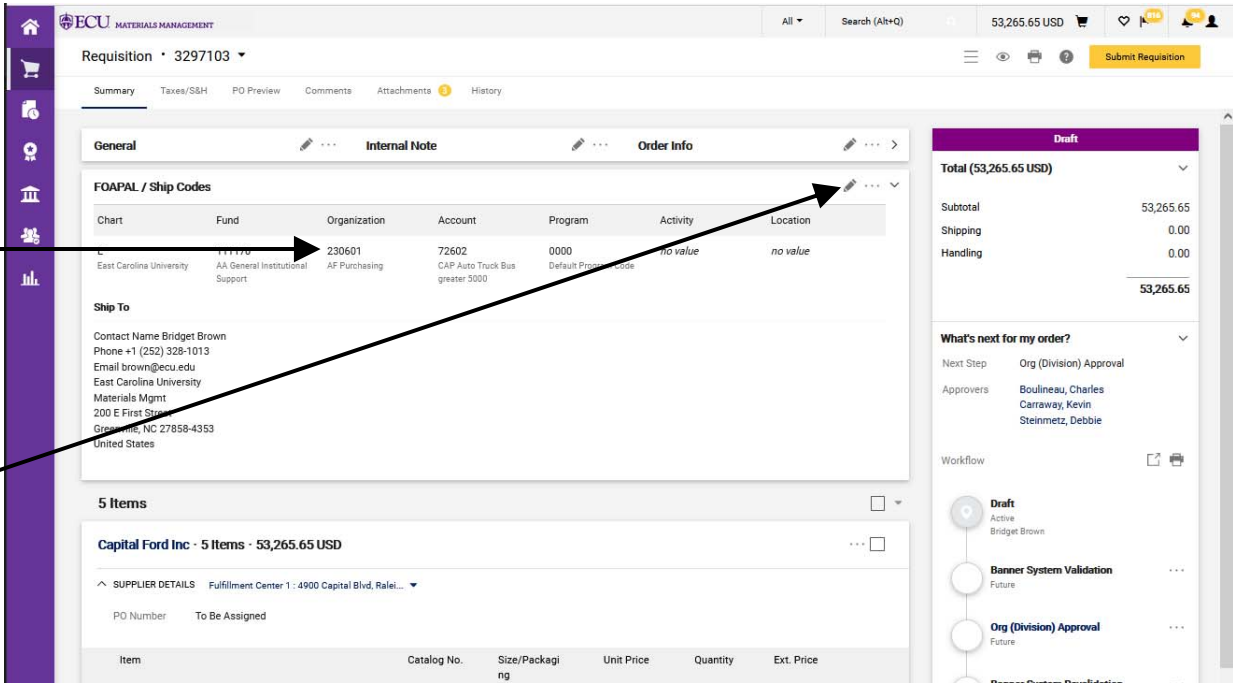 ECU MATERIALS MANAGEMENT
All
Search (Alt+Q)
53,265.65 USD
Requisition · 3297103
Submit Requisition
Summary Taxes/S&H PO Preview Comments Attachments 3 History
General
Internal Note
Order Info
FOAPAL / Ship Codes
Chart Fund Organization Account Program Activity Location
230601 72602 0000 no value no value
East Carolina University AA General Institutional AF Purchasing CAP Auto Truck Bus Default Program Code
Support greater 5000
Ship To
Contact Name Bridget Brown
Phone +1 (252) 328-1013
Email brown@ecu.edu
East Carolina University
Materials Mgmt
200 E First Street
Greenville, NC 27858-4353
United States
5 Items
Capital Ford Inc · 5 Items · 53,265.65 USD
SUPPLIER DETAILS Fulfillment Center 1 : 4900 Capital Blvd, Ralei...
PO Number To Be Assigned
Item Catalog No. Size/Packagi Unit Price Quantity Ext. Price
ng
Draft
Total (53,265.65 USD)
Subtotal 53,265.65
Shipping 0.00
Handling 0.00
53,265.65
What's next for my order?
Next Step Org (Division) Approval
Approvers Boulineau, Charles
Carraway, Kevin
Steinmetz, Debbie
Workflow
Draft
Active
Bridget Brown
Banner System Validation
Future
Org (Division) Approval
Future